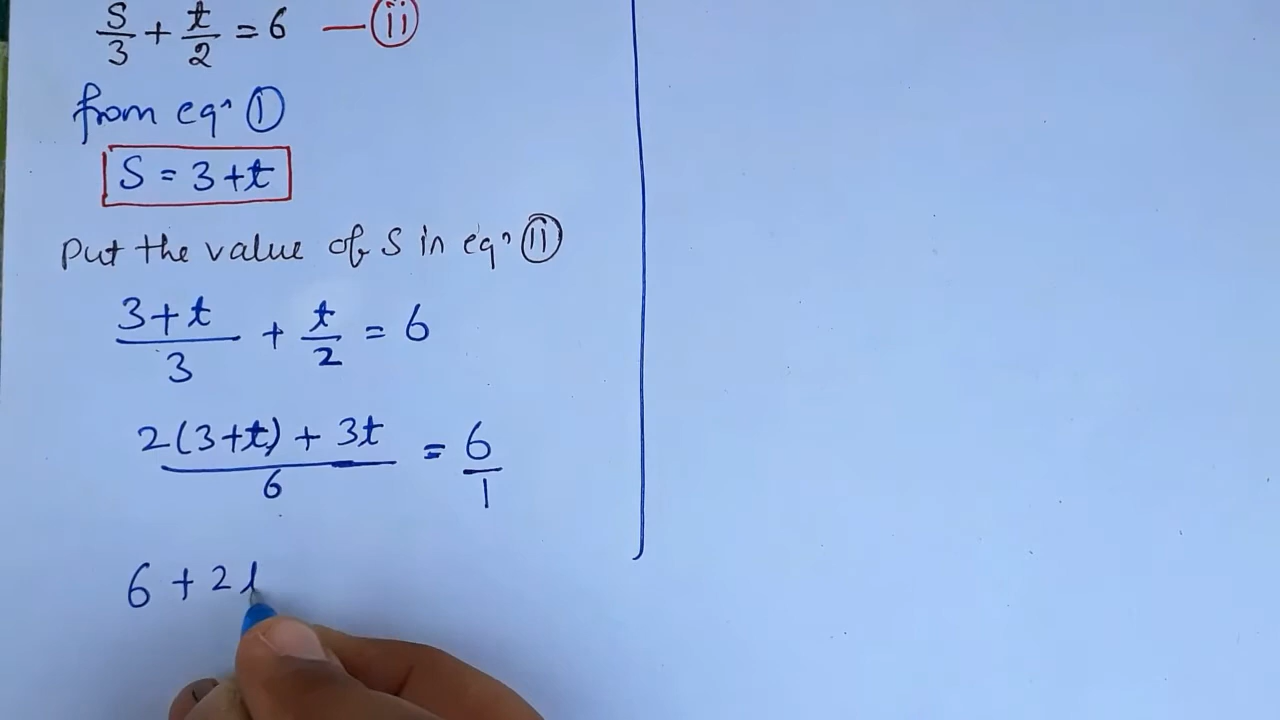 S/3 + t/2 = 6 — (ii)
from eqn (1)
S = 3+t
Put the value of S in eqn (ii)
(3+t)/3 + t/2 = 6
(2(3+t) + 3t)/6 = 6/1
6 + 2